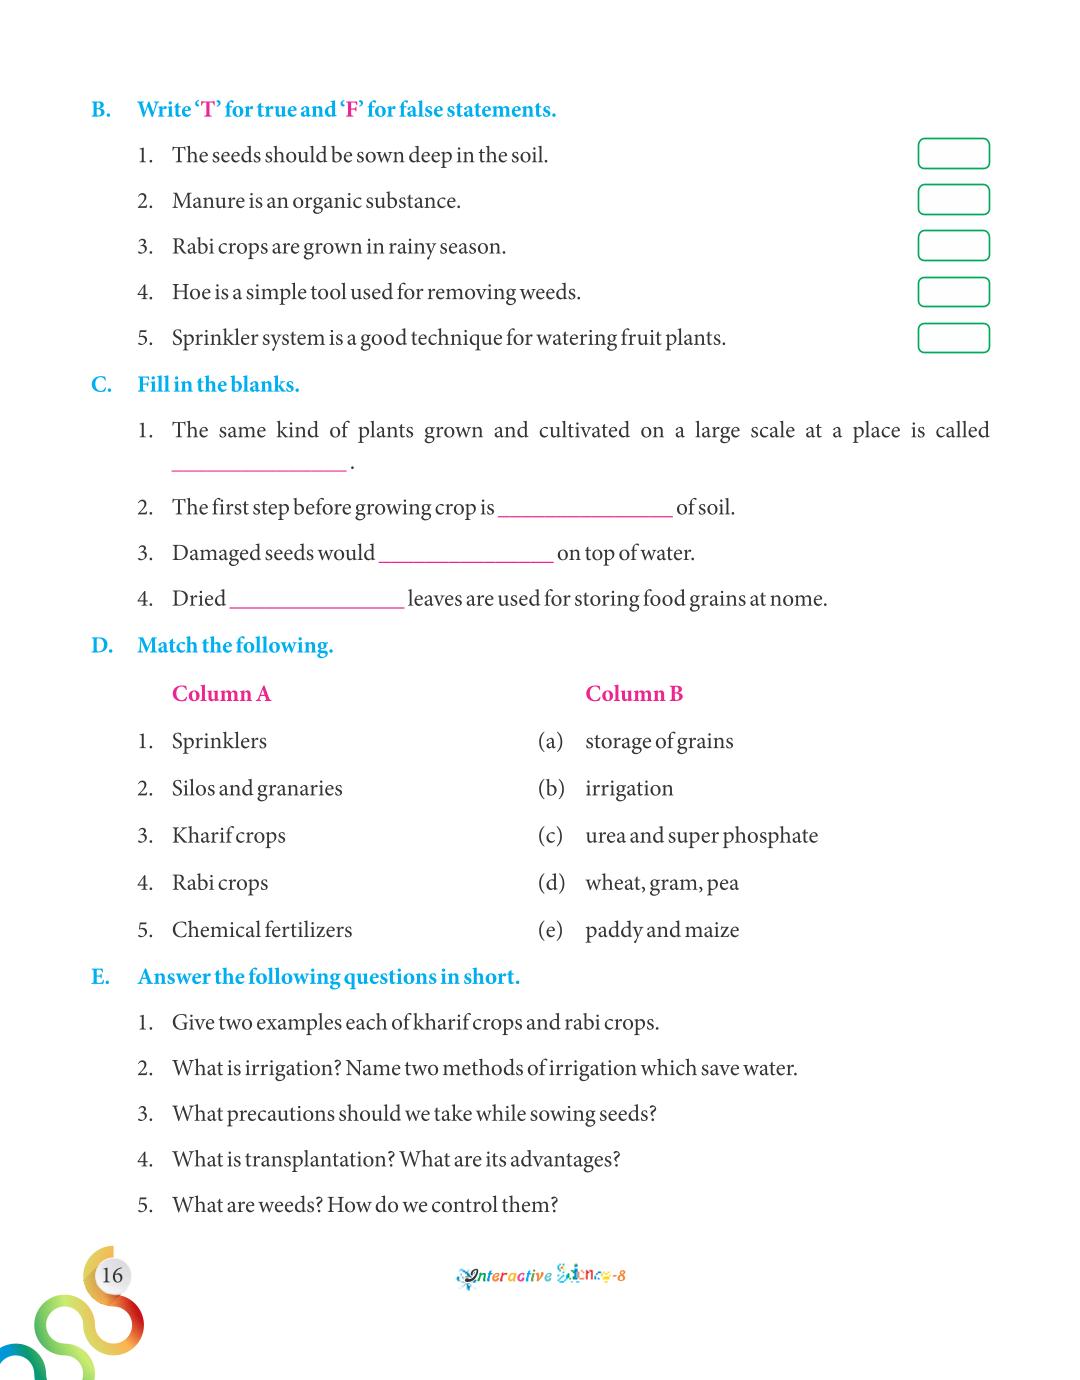 B. Write ‘T’ for true and ‘F’ for false statements.
1. The seeds should be sown deep in the soil.
2. Manure is an organic substance.
3. Rabi crops are grown in rainy season.
4. Hoe is a simple tool used for removing weeds.
5. Sprinkler system is a good technique for watering fruit plants.
C. Fill in the blanks.
1. The same kind of plants grown and cultivated on a large scale at a place is called
_______________ .
2. The first step before growing crop is _______________ of soil.
3. Damaged seeds would _______________ on top of water.
4. Dried _______________ leaves are used for storing food grains at nome.
D. Match the following.
Column A Column B
1. Sprinklers (a) storage of grains
2. Silos and granaries (b) irrigation
3. Kharif crops (c) urea and super phosphate
4. Rabi crops (d) wheat, gram, pea
5. Chemical fertilizers (e) paddy and maize
E. Answer the following questions in short.
1. Give two examples each of kharif crops and rabi crops.
2. What is irrigation? Name two methods of irrigation which save water.
3. What precautions should we take while sowing seeds?
4. What is transplantation? What are its advantages?
5. What are weeds? How do we control them?
16
Interactive Science-8